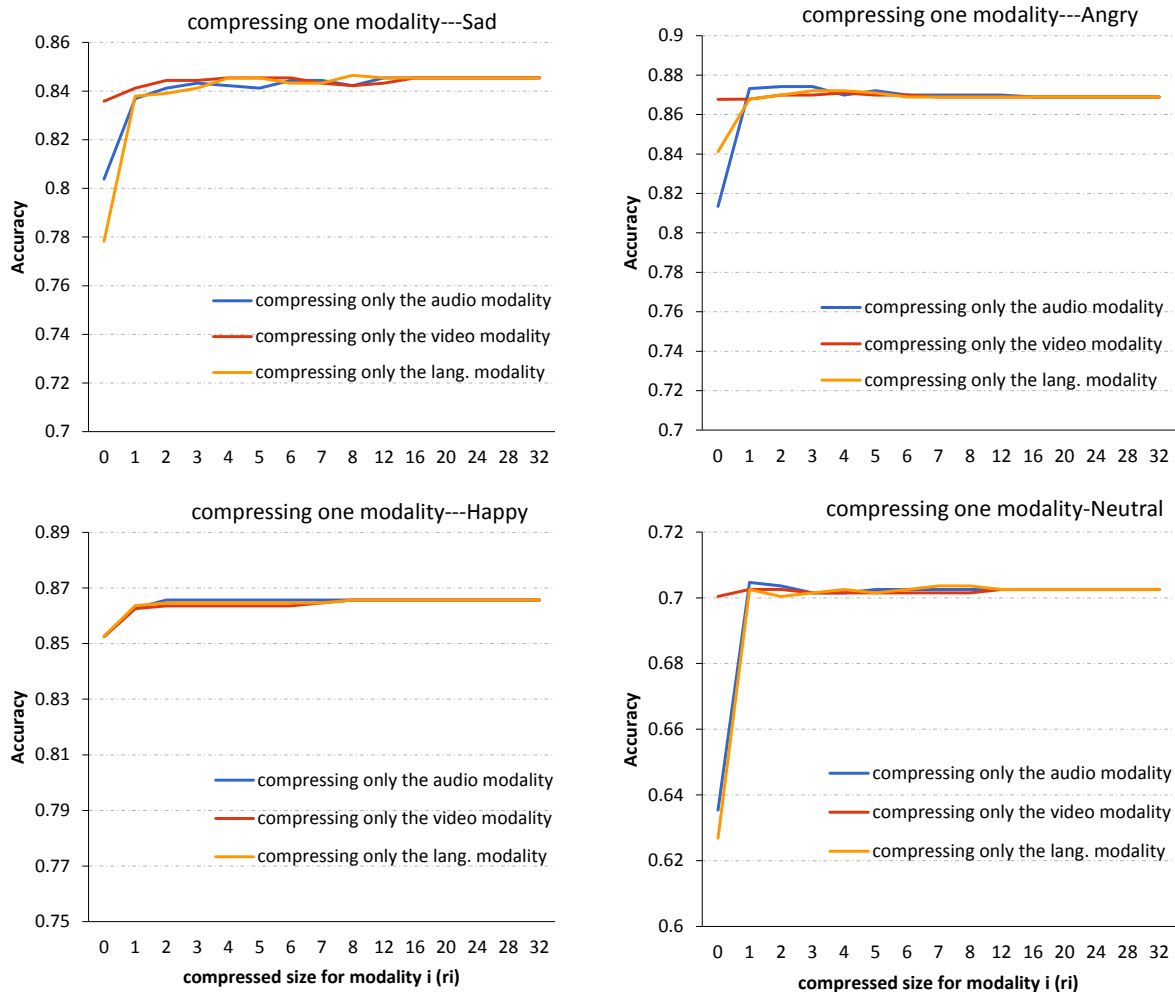 compressing one modality---Sad
0.86
0.84
0.82
0.8
0.78
0.76
0.74
0.72
0.7
Accuracy
compressing only the audio modality
compressing only the video modality
compressing only the lang. modality
0 1 2 3 4 5 6 7 8 12 16 20 24 28 32
compressing one modality---Angry
0.9
0.88
0.86
0.84
0.82
0.8
0.78
0.76
0.74
0.72
0.7
Accuracy
compressing only the audio modality
compressing only the video modality
compressing only the lang. modality
0 1 2 3 4 5 6 7 8 12 16 20 24 28 32
compressing one modality---Happy
0.89
0.87
0.85
0.83
0.81
0.79
0.77
0.75
Accuracy
compressing only the audio modality
compressing only the video modality
compressing only the lang. modality
0 1 2 3 4 5 6 7 8 12 16 20 24 28 32
compressed size for modality i (ri)
compressing one modality-Neutral
0.72
0.7
0.68
0.66
0.64
0.62
0.6
Accuracy
compressing only the audio modality
compressing only the video modality
compressing only the lang. modality
0 1 2 3 4 5 6 7 8 12 16 20 24 28 32
compressed size for modality i (ri)